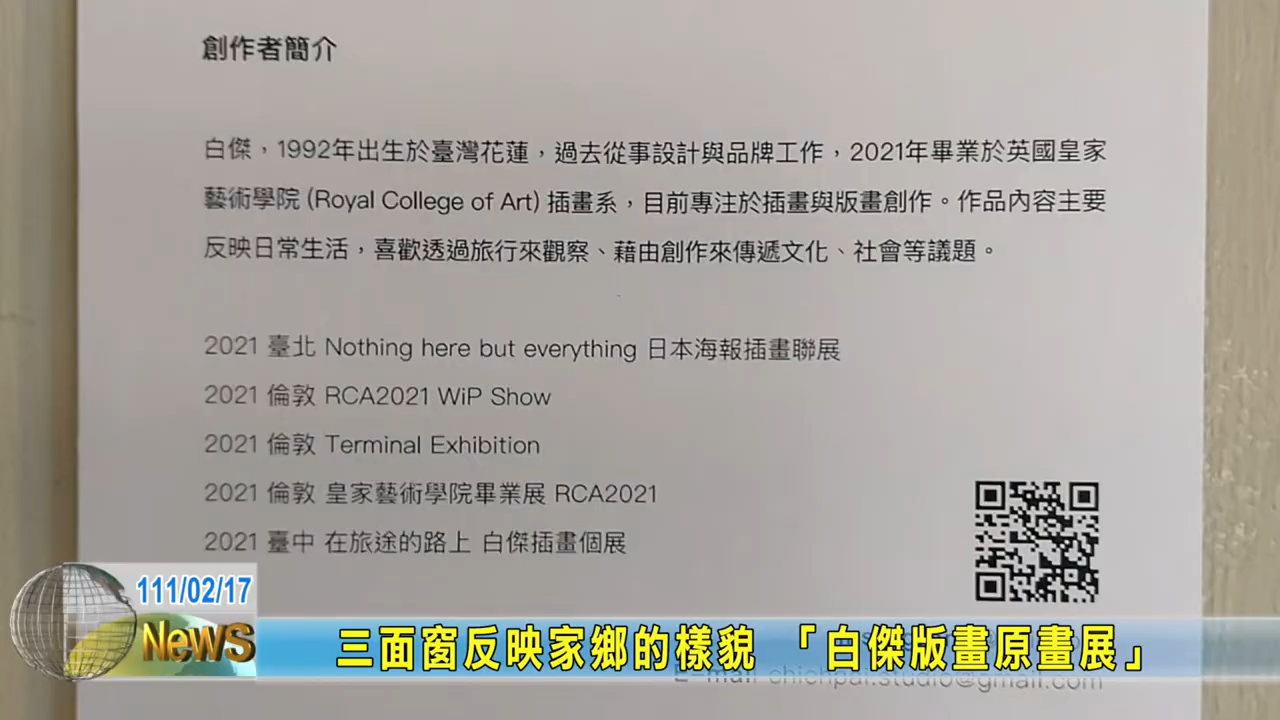 創作者簡介
白傑，1992年出生於臺灣花蓮，過去從事設計與品牌工作，2021年畢業於英國皇家
藝術學院 (Royal College of Art) 插畫系，目前專注於插畫與版畫創作。作品內容主要
反映日常生活，喜歡透過旅行來觀察、藉由創作來傳遞文化、社會等議題。
2021 臺北 Nothing here but everything 日本海報插畫聯展
2021 倫敦 RCA2021 WiP Show
2021 倫敦 Terminal Exhibition
2021 倫敦 皇家藝術學院畢業展 RCA2021
2021 臺中 在旅途的路上 白傑插畫個展
111/02/17
News
三面窗反映家鄉的樣貌 「白傑版畫原畫展」
E-mail chiehpai.studio@gmail.com